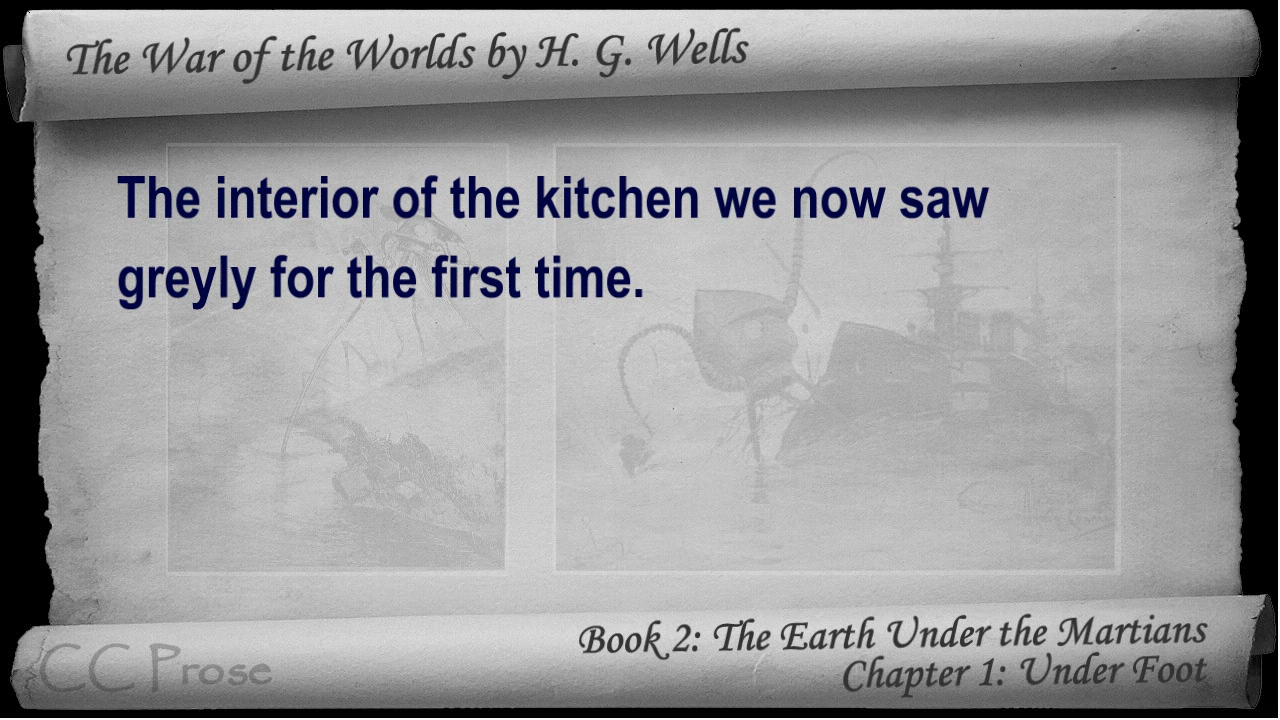 The War of the Worlds by H. G. Wells
The interior of the kitchen we now saw
greyly for the first time.
Book 2: The Earth Under the Martians
Chapter 1: Under Foot
CC Prose